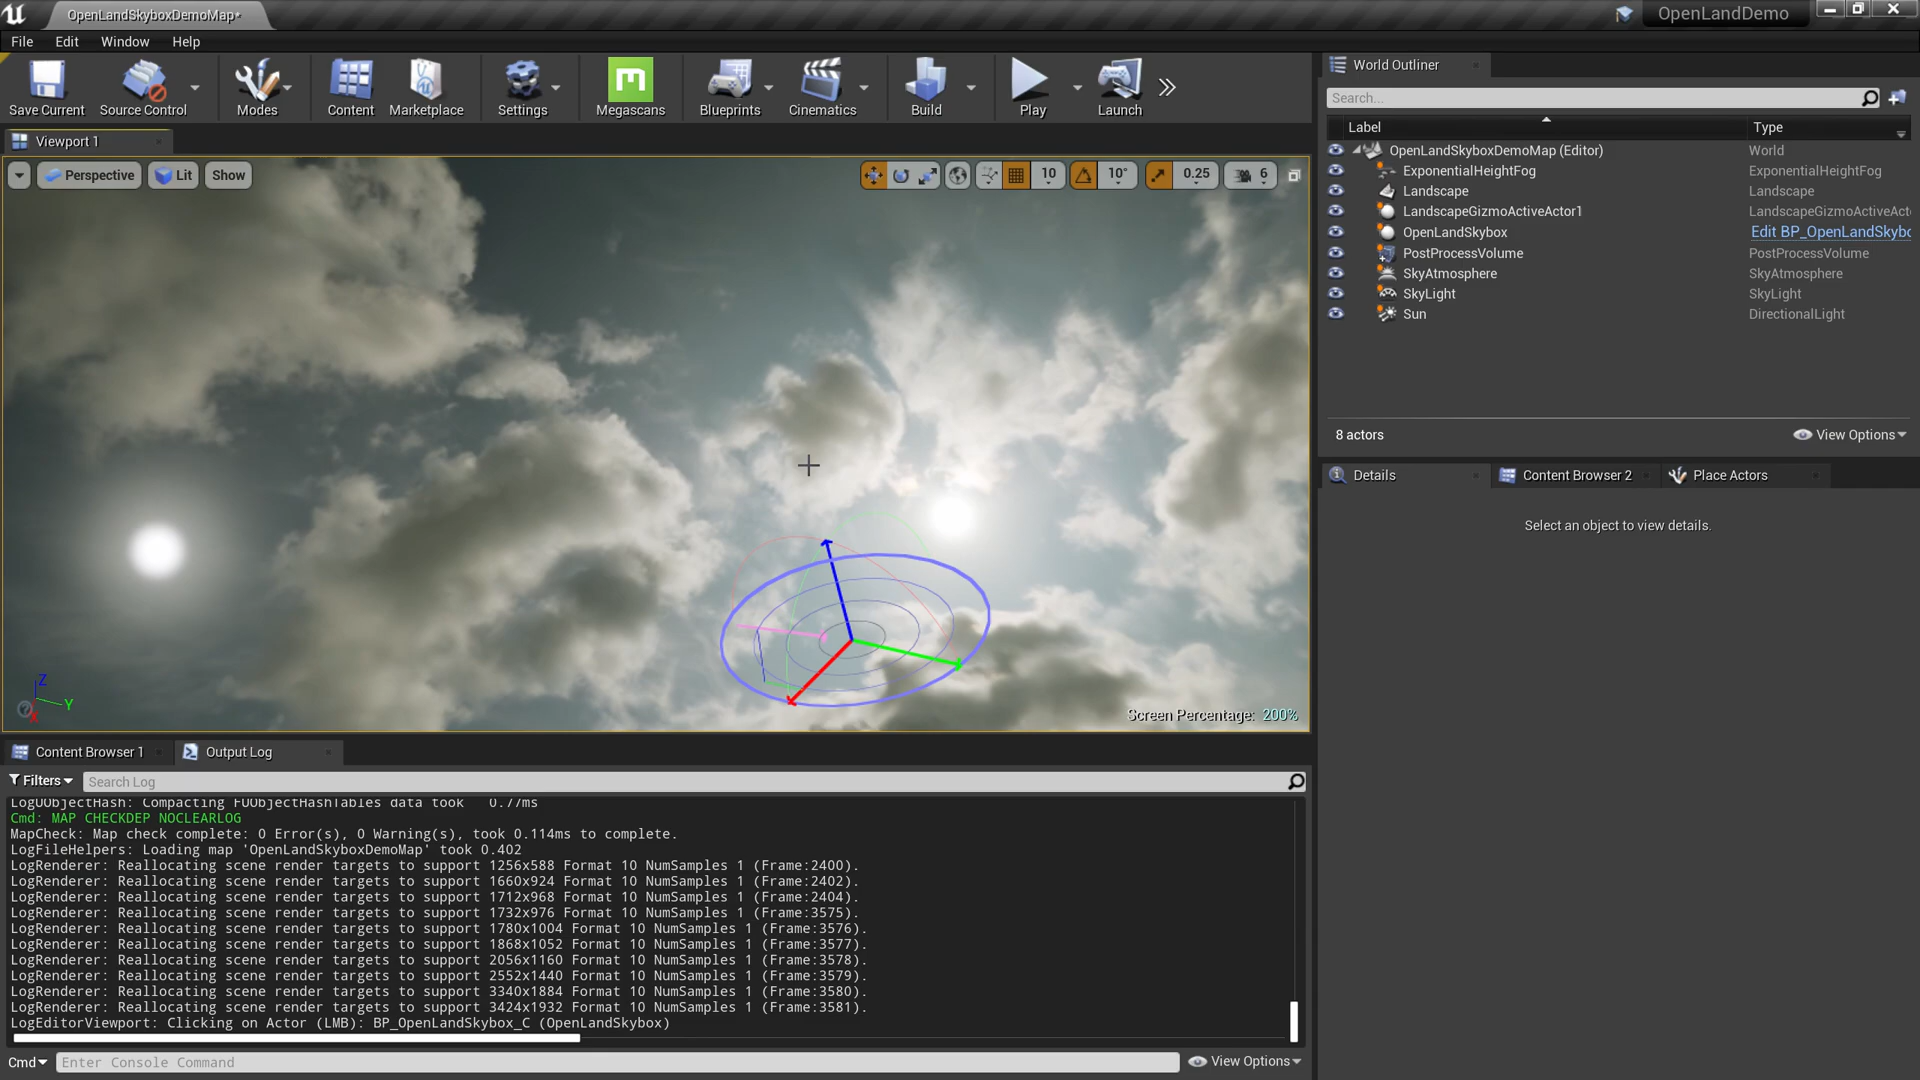 OpenLandSkyboxDemoMap*
OpenLandDemo
File Edit Window Help
Save Current Source Control Modes Content Marketplace Settings Megascans Blueprints Cinematics Build Play Launch
Viewport 1
Perspective Lit Show
10 10° 0.25 6
Z
Y
X
Screen Percentage: 200%
World Outliner
Search...
Label Type
OpenLandSkyboxDemoMap (Editor) World
ExponentialHeightFog ExponentialHeightFog
Landscape Landscape
LandscapeGizmoActiveActor1 LandscapeGizmoActiveAct
OpenLandSkybox Edit BP_OpenLandSkybo
PostProcessVolume PostProcessVolume
SkyAtmosphere SkyAtmosphere
SkyLight SkyLight
Sun DirectionalLight
8 actors View Options
Details Content Browser 2 Place Actors
Select an object to view details.
Content Browser 1 Output Log
Filters Search Log
LogUObjectHash: Compacting FUObjectHashTables data took 0.77ms
Cmd: MAP CHECKDEP NOCLEARLOG
MapCheck: Map check complete: 0 Error(s), 0 Warning(s), took 0.114ms to complete.
LogFileHelpers: Loading map 'OpenLandSkyboxDemoMap' took 0.402
LogRenderer: Reallocating scene render targets to support 1256x588 Format 10 NumSamples 1 (Frame:2400).
LogRenderer: Reallocating scene render targets to support 1660x924 Format 10 NumSamples 1 (Frame:2402).
LogRenderer: Reallocating scene render targets to support 1712x968 Format 10 NumSamples 1 (Frame:2404).
LogRenderer: Reallocating scene render targets to support 1732x976 Format 10 NumSamples 1 (Frame:3575).
LogRenderer: Reallocating scene render targets to support 1780x1004 Format 10 NumSamples 1 (Frame:3576).
LogRenderer: Reallocating scene render targets to support 1868x1052 Format 10 NumSamples 1 (Frame:3577).
LogRenderer: Reallocating scene render targets to support 2056x1160 Format 10 NumSamples 1 (Frame:3578).
LogRenderer: Reallocating scene render targets to support 2552x1440 Format 10 NumSamples 1 (Frame:3579).
LogRenderer: Reallocating scene render targets to support 3340x1884 Format 10 NumSamples 1 (Frame:3580).
LogRenderer: Reallocating scene render targets to support 3424x1932 Format 10 NumSamples 1 (Frame:3581).
LogEditorViewport: Clicking on Actor (LMB): BP_OpenLandSkybox_C (OpenLandSkybox)
Cmd Enter Console Command View Options